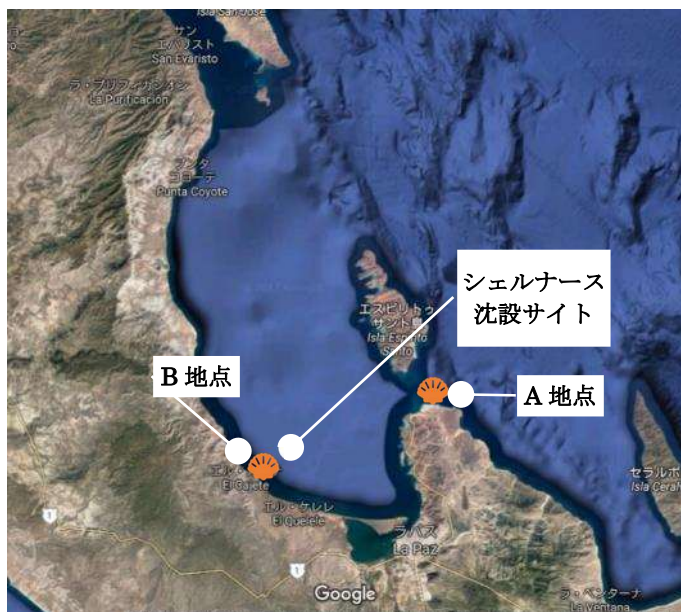 Isla San José
サン
エバリスト
San Evaristo
ラ・プリフィカシオン
La Purificación
プンタ
コヨーテ
Punta Coyote
シェルナース
沈設サイト
エスピリトゥ
サント
Isla Espíritu
Santo
B 地点
A 地点
セラルボ
Isla Cerralv
El Cajete
エル・ケレレ
El Quelele
1
ラパス
La Paz
1
Google
ラ・ベンターナ
La Ventana